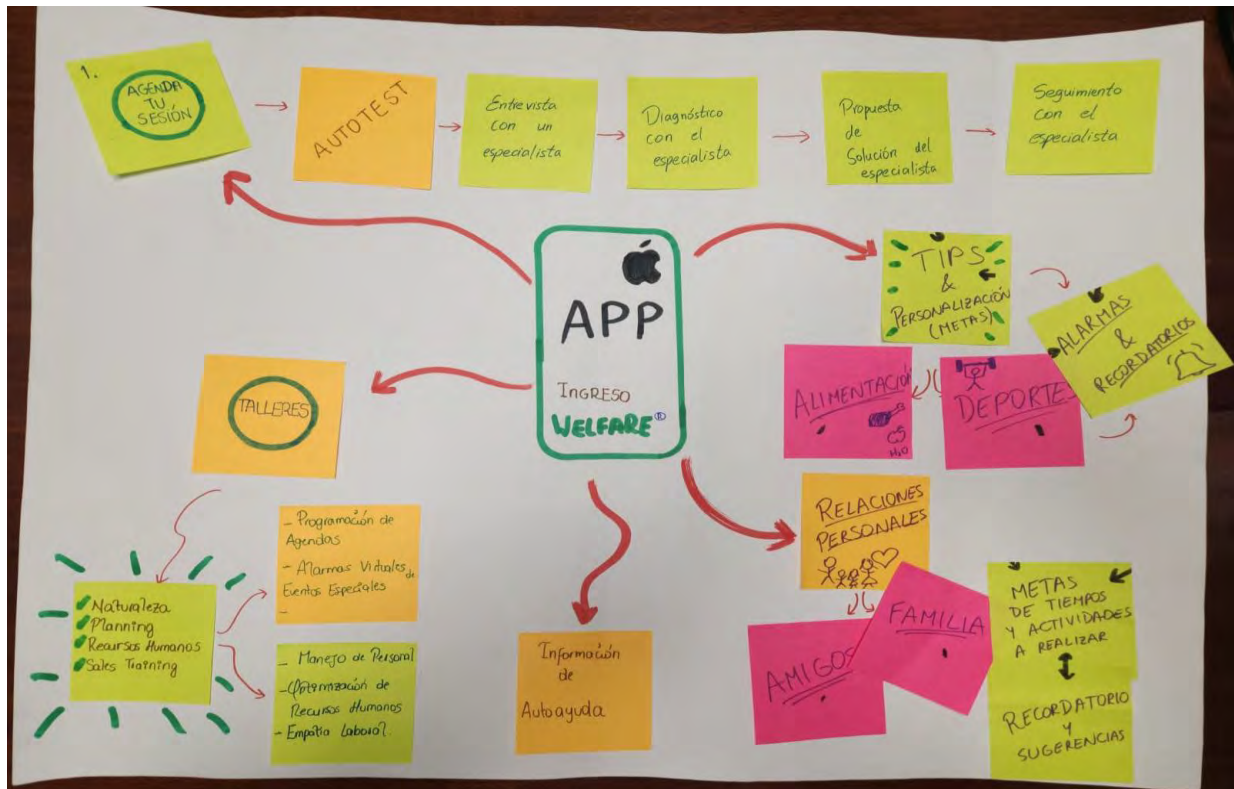 1.
AGENDA
TU
SESIÓN
AUTOTEST
Entrevista
con un
especialista
Diagnóstico
con el
especialista
Propuesta
de
Solución del
especialista
Seguimiento
con el
especialista
APP
INGRESO
WELFARE®
TIPS
&
PERSONALIZACIÓN
(METAS)
ALARMAS
&
RECORDATORIOS
ALIMENTACIÓN
H2O
DEPORTES
TALLERES
Naturaleza
Planning
Recursos Humanos
Sales Training
- Programación de
Agendas
- Alarmas Virtuales de
Eventos Especiales
-
- Manejo de Personal
- Optimización de
Recursos Humanos
- Empatía Laboral.
Información
de
Autoayuda
RELACIONES
PERSONALES
AMIGOS
FAMILIA
METAS
DE TIEMPOS
Y ACTIVIDADES
A REALIZAR
RECORDATORIO
Y
SUGERENCIAS